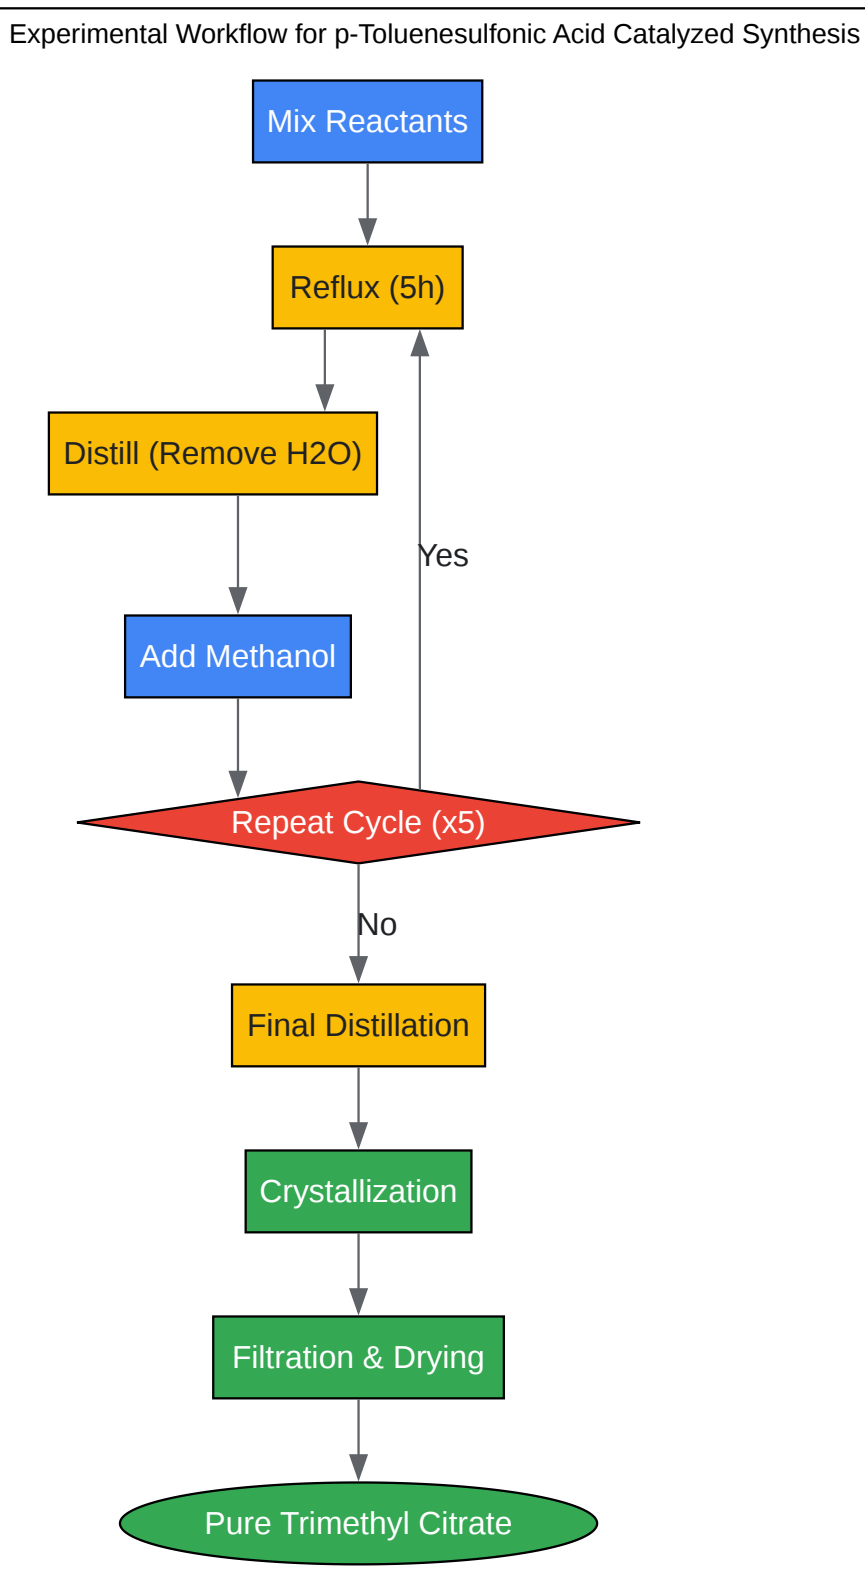 Experimental Workflow for p-Toluenesulfonic Acid Catalyzed Synthesis
Mix Reactants
Reflux (5h)
Distill (Remove H2O)
Yes
Add Methanol
Repeat Cycle (x5)
No
Final Distillation
Crystallization
Filtration & Drying
Pure Trimethyl Citrate